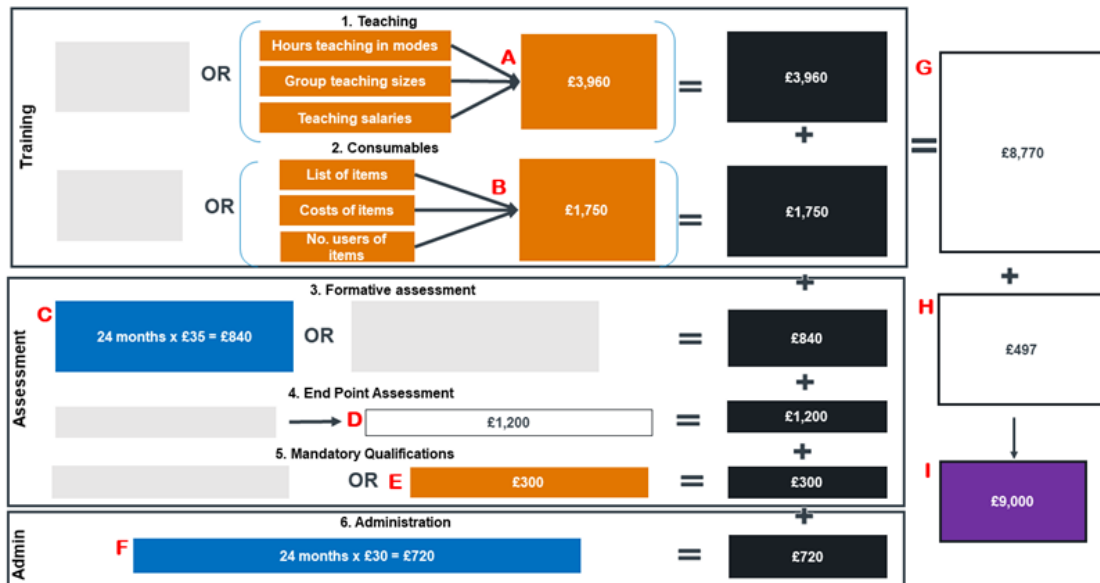 Training
1. Teaching
Hours teaching in modes
Group teaching sizes
Teaching salaries
OR
A
£3,960
=
£3,960
+
2. Consumables
List of items
Costs of items
No. users of
items
OR
B
£1,750
=
£1,750
+
Assessment
3. Formative assessment
C
24 months x £35 = £840
OR
=
£840
+
4. End Point Assessment
D
£1,200
=
£1,200
+
5. Mandatory Qualifications
OR
E
£300
=
£300
+
Admin
6. Administration
F
24 months x £30 = £720
=
£720
=
G
£8,770
+
H
£497
I
£9,000